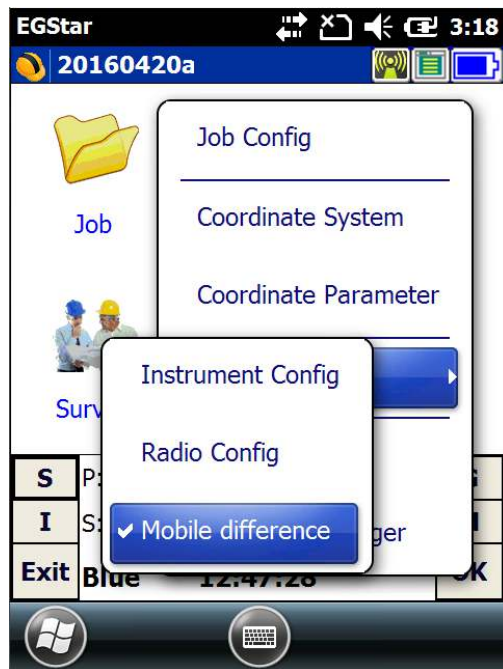 EGStar 3:18
20160420a
Job Config
Job
Coordinate System
Coordinate Parameter
Instrument Config
Radio Config
S P:
I S: Mobile difference ger
Exit Blue 12:47:28 OK